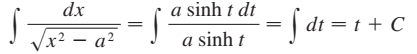 ∫ dx / √(x² − a²) = ∫ a sinh t dt / a sinh t = ∫ dt = t + C